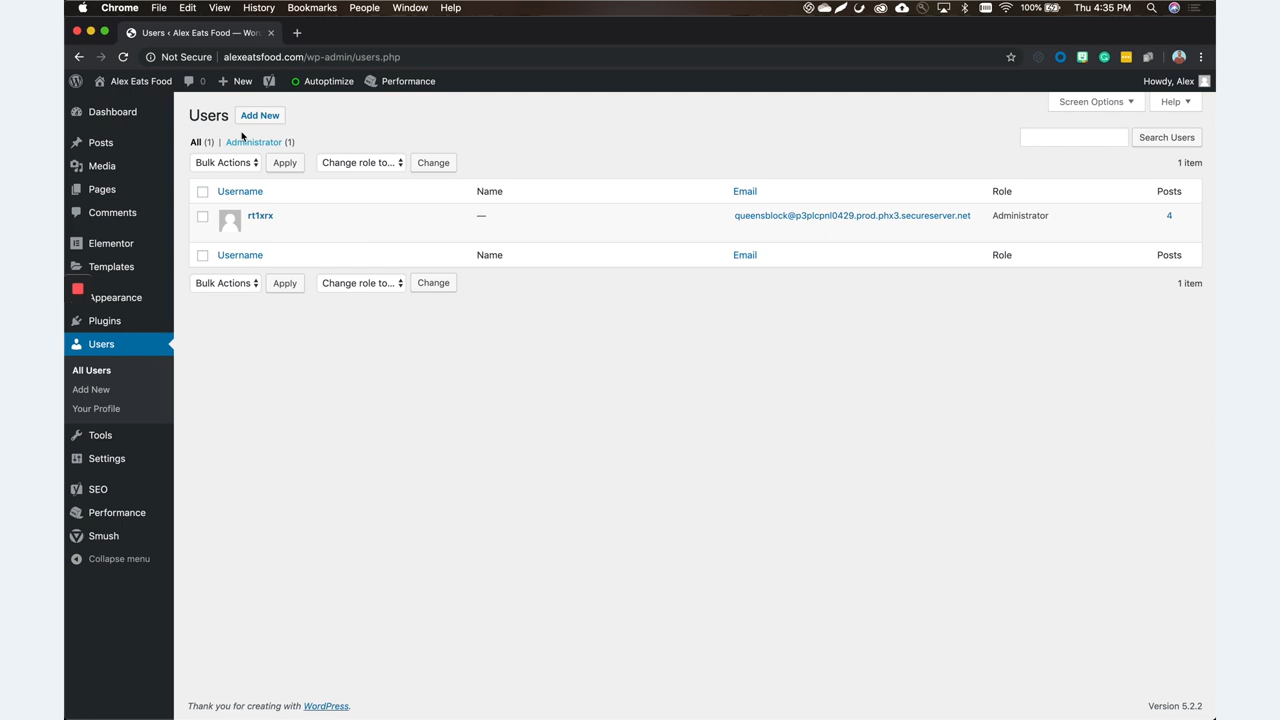 Chrome File Edit View History Bookmarks People Window Help 100% Thu 4:35 PM
Users ‹ Alex Eats Food — Wor
Not Secure alexeatsfood.com/wp-admin/users.php
Alex Eats Food 0 New Autoptimize Performance Howdy, Alex
Screen Options Help
Dashboard
Posts
Media
Pages
Comments
Elementor
Templates
Appearance
Plugins
Users
All Users
Add New
Your Profile
Tools
Settings
SEO
Performance
Smush
Collapse menu
Users Add New
All (1) | Administrator (1)
Search Users
Bulk Actions Apply Change role to... Change 1 item
Username Name Email Role Posts
rt1xrx — queensblock@p3plcpnl0429.prod.phx3.secureserver.net Administrator 4
Username Name Email Role Posts
Bulk Actions Apply Change role to... Change 1 item
Thank you for creating with WordPress. Version 5.2.2